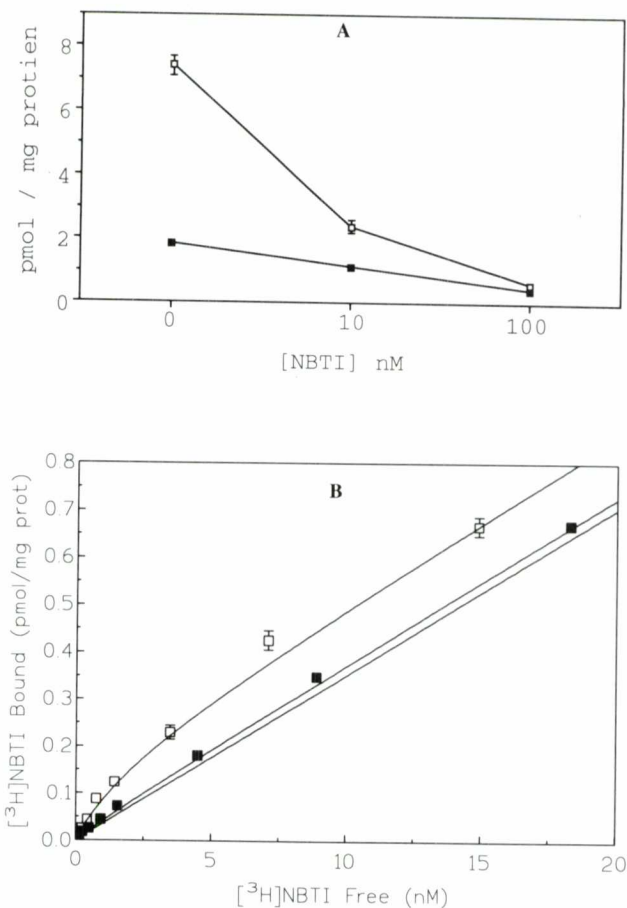 A
8
6
4
2
0
pmol / mg protien
0 10 100
[NBTI] nM
B
0.8
0.7
0.6
0.5
0.4
0.3
0.2
0.1
0.0
[³H]NBTI Bound (pmol/mg prot)
0 5 10 15 20
[³H]NBTI Free (nM)